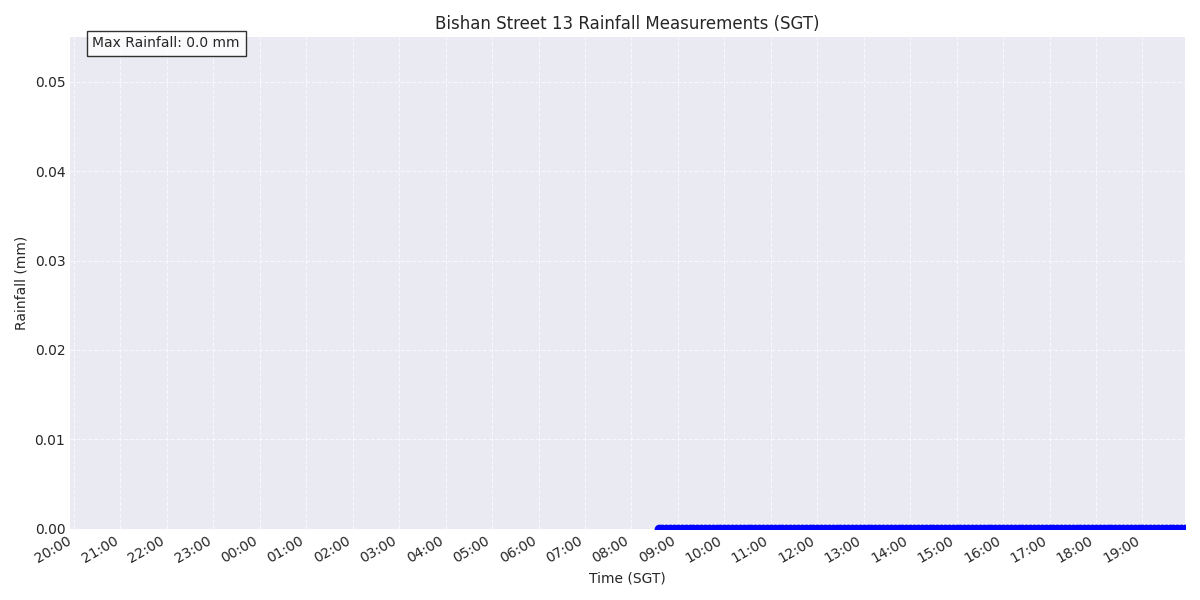 Bishan Street 13 Rainfall Measurements (SGT)
Max Rainfall: 0.0 mm
Rainfall (mm)
0.05
0.04
0.03
0.02
0.01
0.00
20:00 21:00 22:00 23:00 00:00 01:00 02:00 03:00 04:00 05:00 06:00 07:00 08:00 09:00 10:00 11:00 12:00 13:00 14:00 15:00 16:00 17:00 18:00 19:00
Time (SGT)